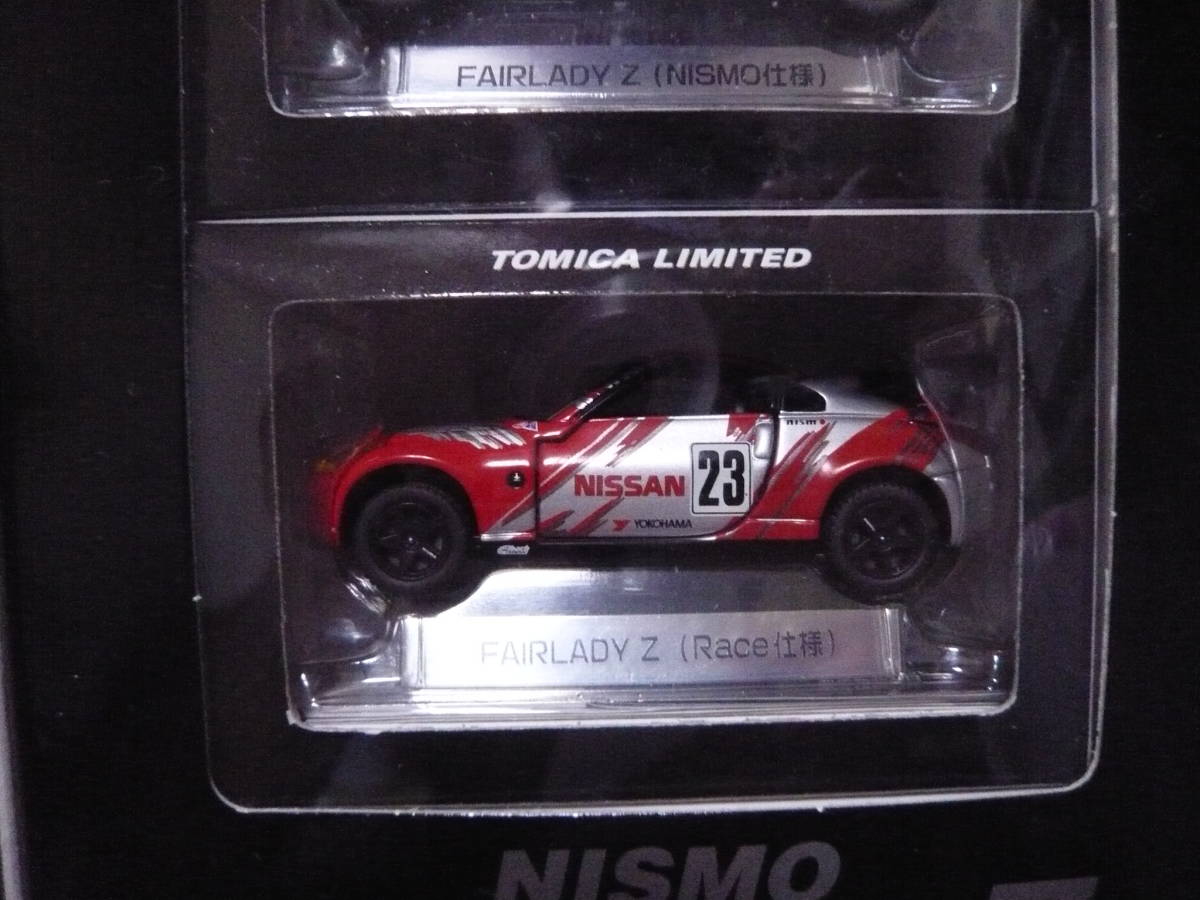 FAIRLADY Z (NISMO仕様)
TOMICA LIMITED
nismo
NISSAN
23
YOKOHAMA
FAIRLADY Z (Race仕様)
NISMO